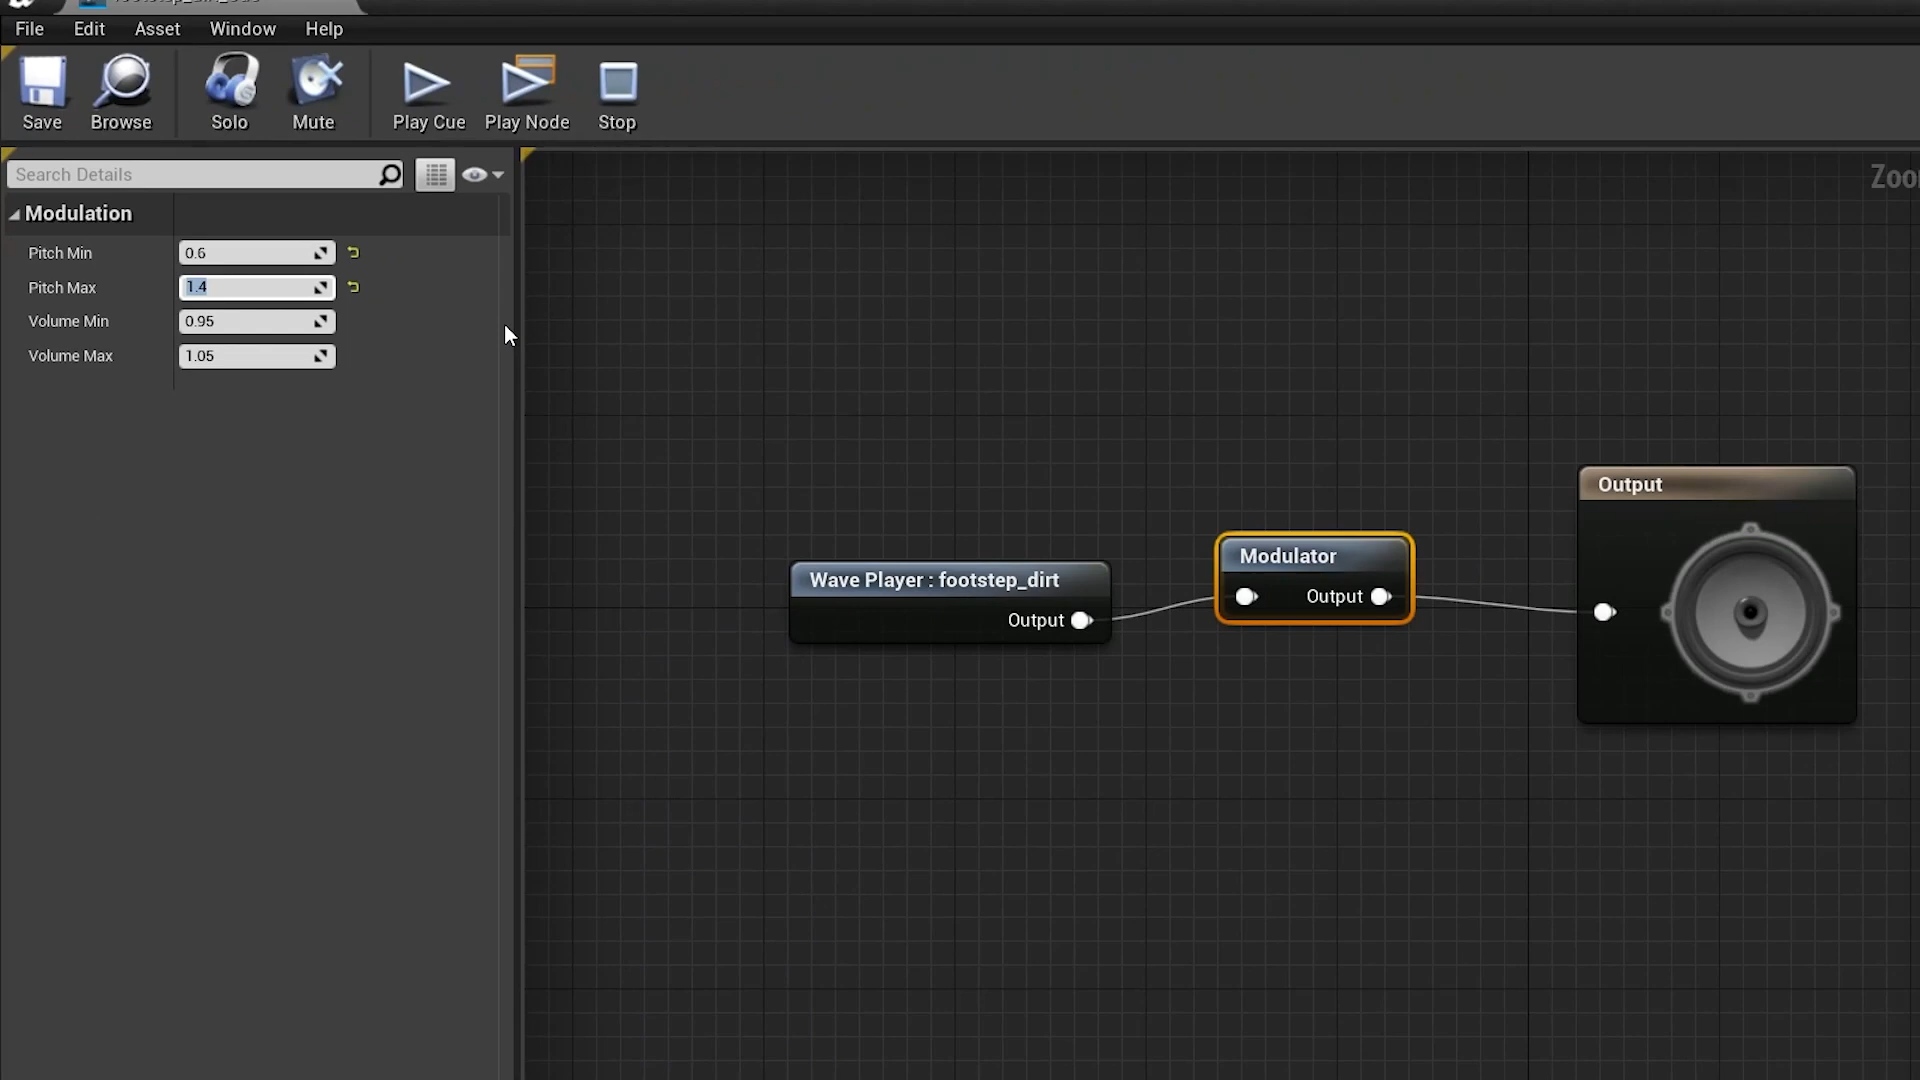 File Edit Asset Window Help
Save Browse Solo Mute Play Cue Play Node Stop
Search Details
Modulation
Pitch Min 0.6
Pitch Max 1.4
Volume Min 0.95
Volume Max 1.05
Output
Modulator
Wave Player : footstep_dirt
Output
Output